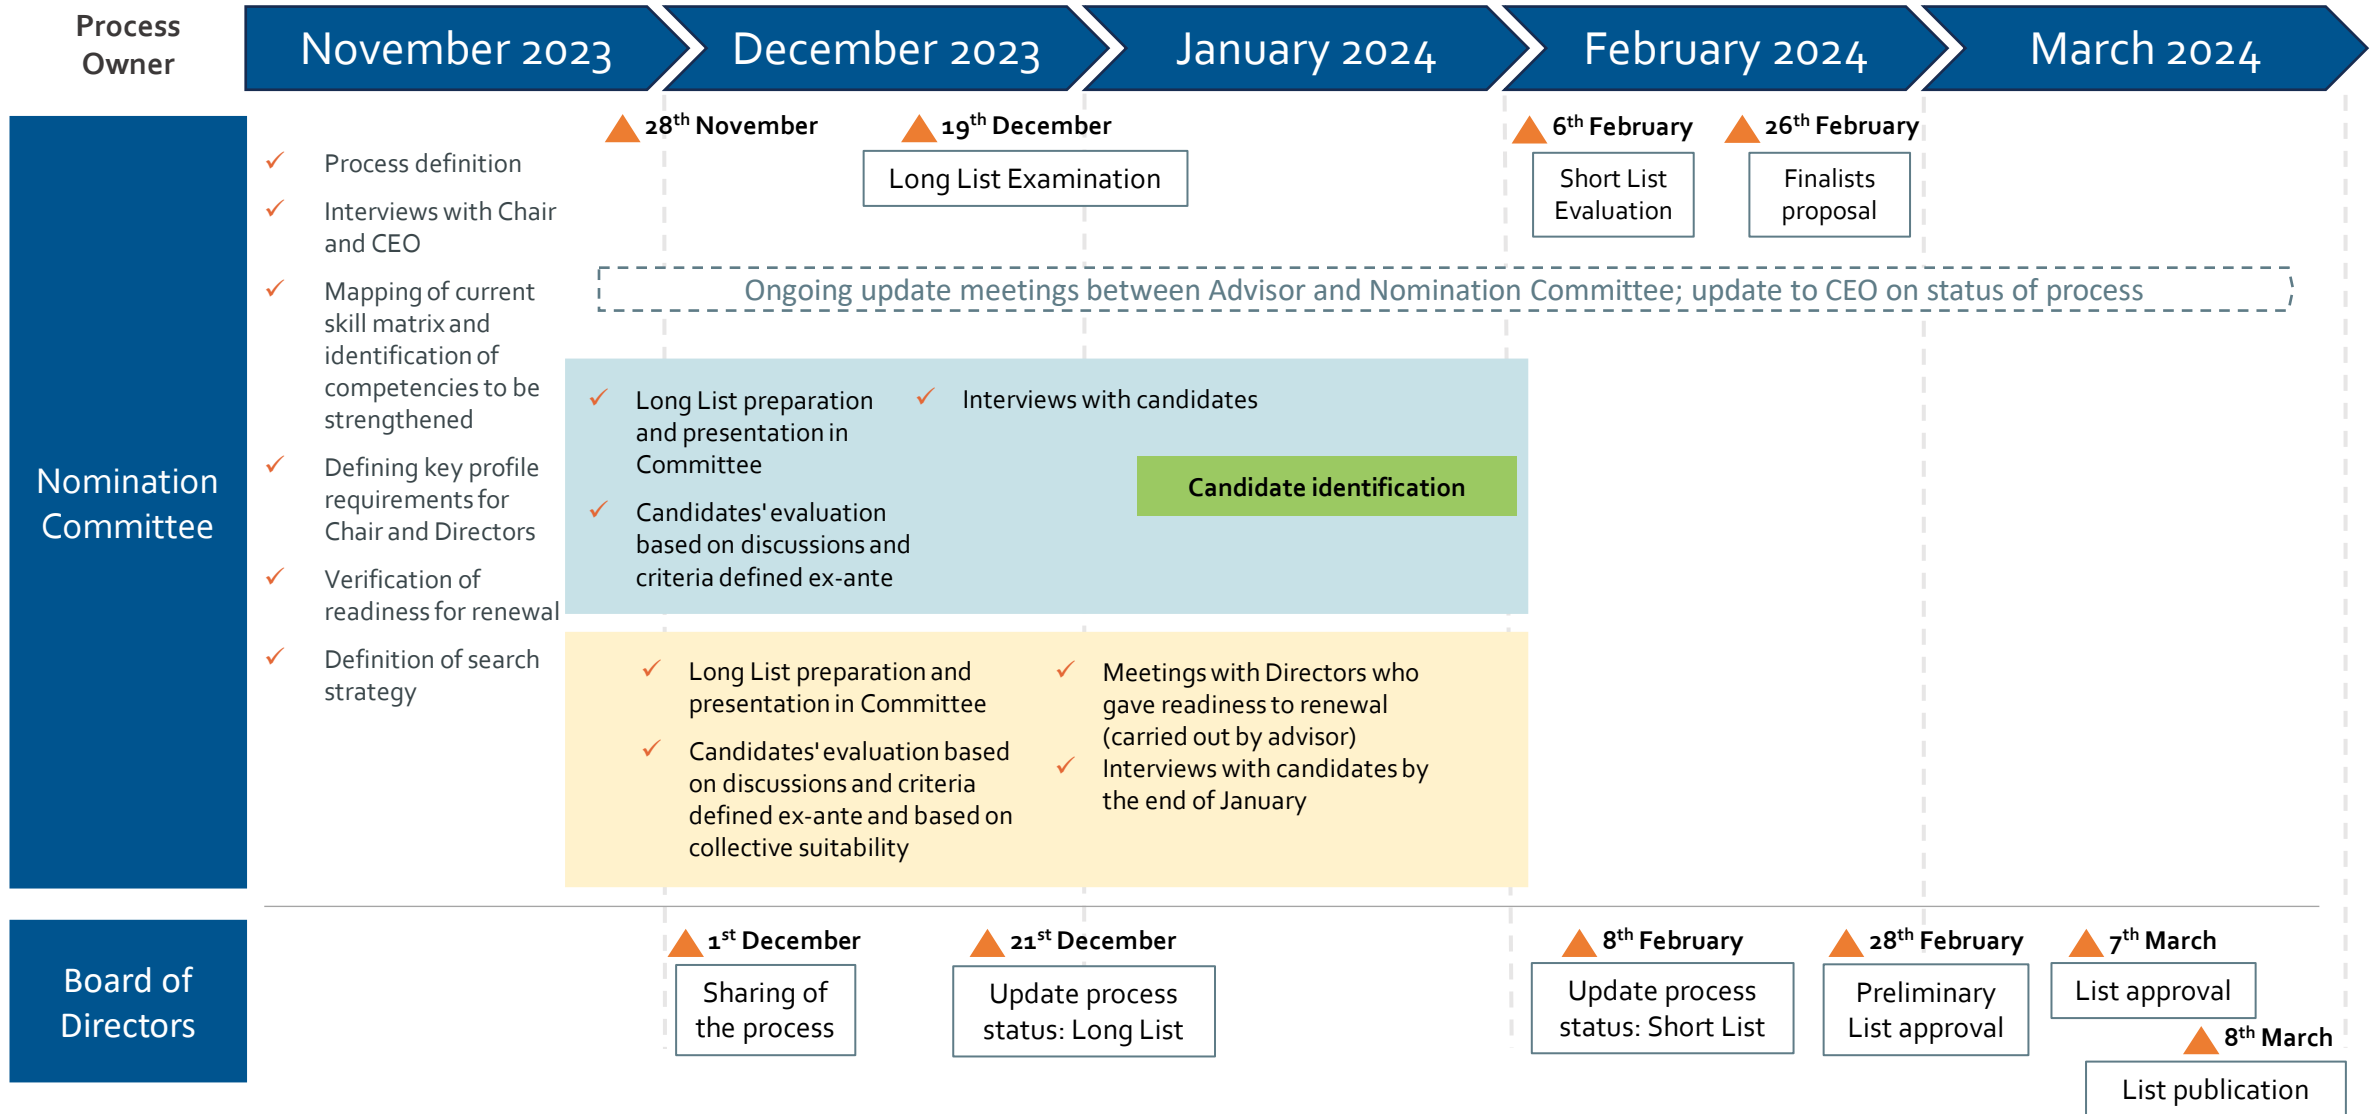 Process
Owner
November 2023
December 2023
January 2024
February 2024
March 2024
Nomination
Committee
28th November
19th December
Long List Examination
6th February
Short List
Evaluation
26th February
Finalists
proposal
✓ Process definition
✓ Interviews with Chair
and CEO
✓ Mapping of current
skill matrix and
identification of
competencies to be
strengthened
✓ Defining key profile
requirements for
Chair and Directors
✓ Verification of
readiness for renewal
✓ Definition of search
strategy
Ongoing update meetings between Advisor and Nomination Committee; update to CEO on status of process
✓ Long List preparation
and presentation in
Committee
✓ Candidates' evaluation
based on discussions and
criteria defined ex-ante
✓ Interviews with candidates
Candidate identification
✓ Long List preparation and
presentation in Committee
✓ Candidates' evaluation based
on discussions and criteria
defined ex-ante and based on
collective suitability
✓ Meetings with Directors who
gave readiness to renewal
(carried out by advisor)
✓ Interviews with candidates by
the end of January
Board of
Directors
1st December
Sharing of
the process
21st December
Update process
status: Long List
8th February
Update process
status: Short List
28th February
Preliminary
List approval
7th March
List approval
8th March
List publication